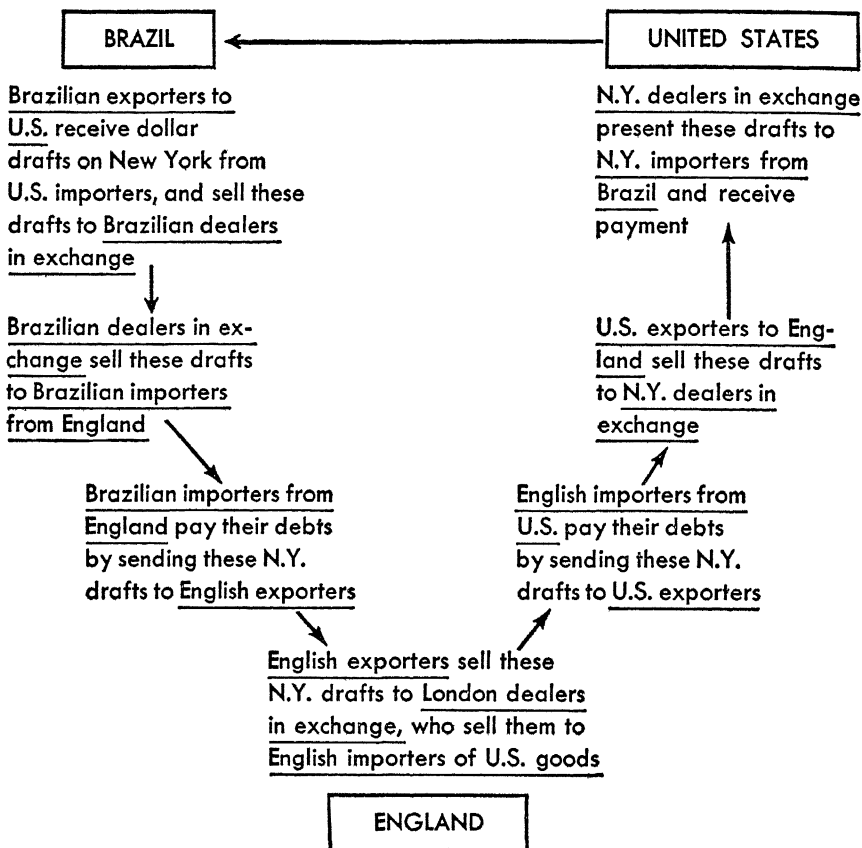 BRAZIL
UNITED STATES
Brazilian exporters to
U.S. receive dollar
drafts on New York from
U.S. importers, and sell these
drafts to Brazilian dealers
in exchange
Brazilian dealers in ex-
change sell these drafts
to Brazilian importers
from England
Brazilian importers from
England pay their debts
by sending these N.Y.
drafts to English exporters
English exporters sell these
N.Y. drafts to London dealers
in exchange, who sell them to
English importers of U.S. goods
English importers from
U.S. pay their debts
by sending these N.Y.
drafts to U.S. exporters
U.S. exporters to Eng-
land sell these drafts
to N.Y. dealers in
exchange
N.Y. dealers in exchange
present these drafts to
N.Y. importers from
Brazil and receive
payment
ENGLAND